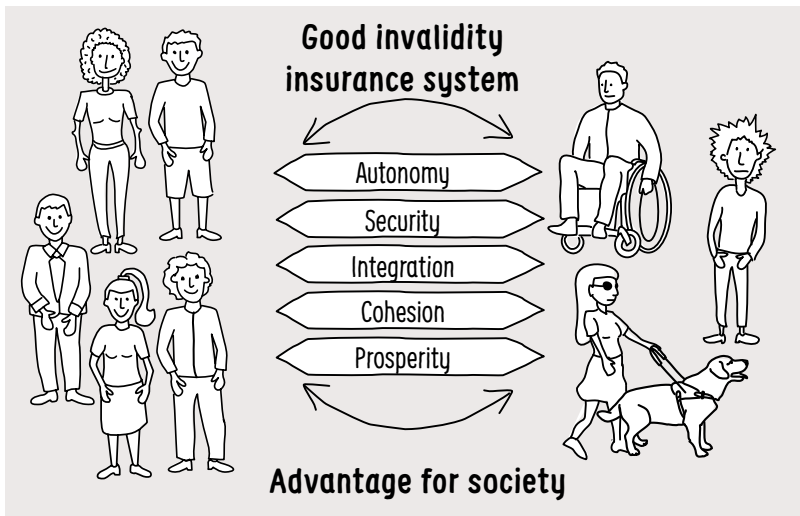 Good invalidity
insurance system
Autonomy
Security
Integration
Cohesion
Prosperity
Advantage for society